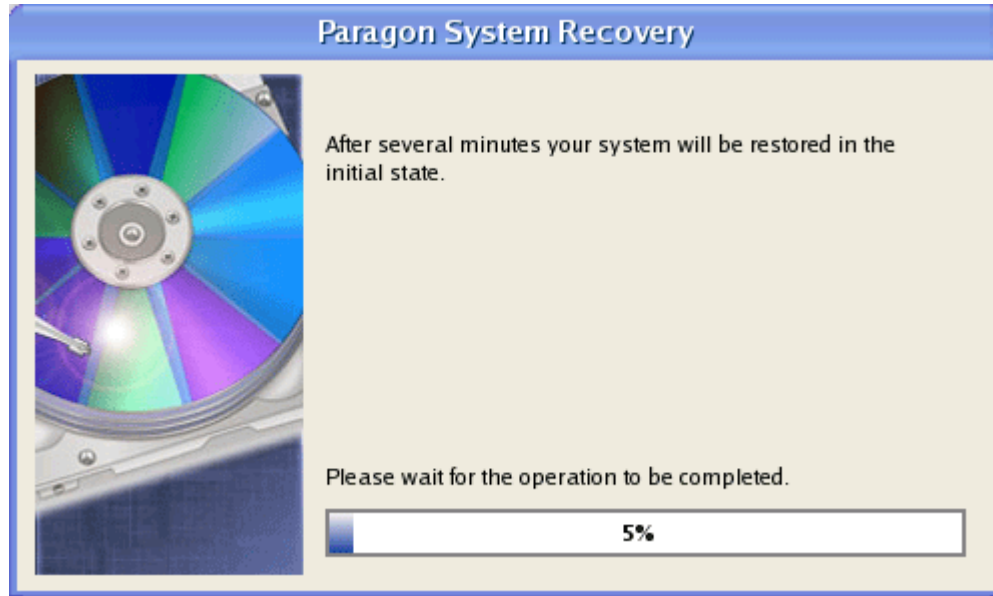 Paragon System Recovery
After several minutes your system will be restored in the
initial state.
Please wait for the operation to be completed.
5%